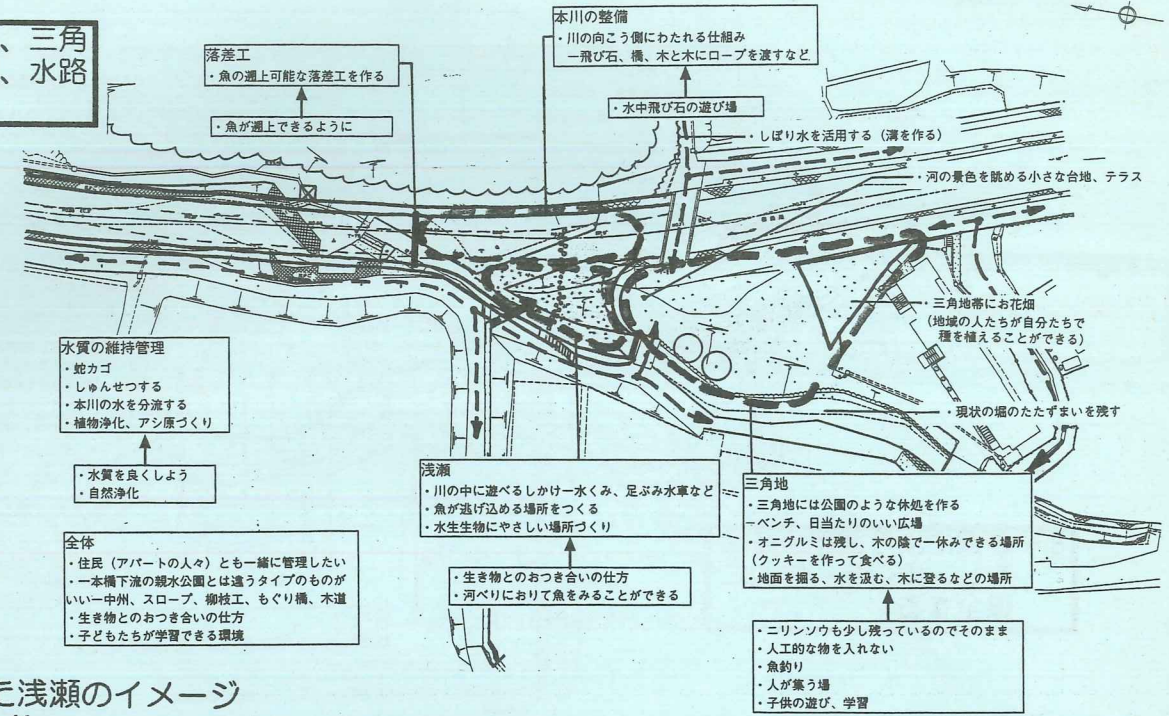 、三角
、水路
落差工
・魚の遡上可能な落差工を作る
・魚が遡上できるように
本川の整備
・川の向こう側にわたれる仕組み
―飛び石、橋、木と木にロープを渡すなど
・水中飛び石の遊び場
・しぼり水を活用する(溝を作る)
・河の景色を眺める小さな台地、テラス
・三角地帯にお花畑
(地域の人たちが自分たちで
種を植えることができる)
・現状の堀のたたずまいを残す
水質の維持管理
・蛇カゴ
・しゅんせつする
・本川の水を分流する
・植物浄化、アシ原づくり
・水質を良くしよう
・自然浄化
全体
・住民(アパートの人々)とも一緒に管理したい
・一本橋下流の親水公園とは違うタイプのものが
いい―中州、スロープ、柳枝工、もぐり橋、木道
・生き物とのおつき合いの仕方
・子どもたちが学習できる環境
浅瀬
・川の中に遊べるしかけ―水くみ、足ぶみ水車など
・魚が逃げ込める場所をつくる
・水生生物にやさしい場所づくり
・生き物とのおつき合いの仕方
・河べりにおりて魚をみることができる
三角地
・三角地には公園のような休処を作る
―ベンチ、日当たりのいい広場
・オニグルミは残し、木の陰で一休みできる場所
(クッキーを作って食べる)
・地面を掘る、水を汲む、木に登るなどの場所
・ニリンソウも少し残っているのでそのまま
・人工的な物を入れない
・魚釣り
・人が集う場
・子供の遊び、学習
た浅瀬のイメージ